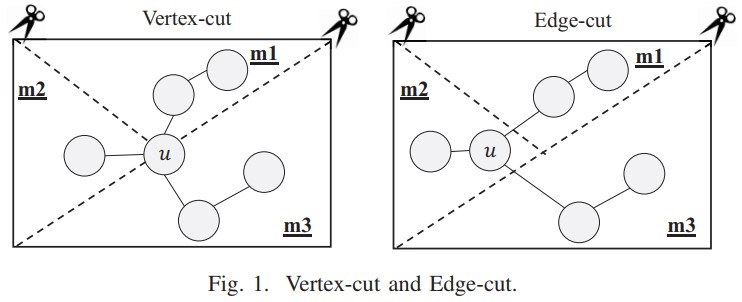 Vertex-cut
Edge-cut
m1
m2
u
m3
m1
m2
u
m3
Fig. 1. Vertex-cut and Edge-cut.